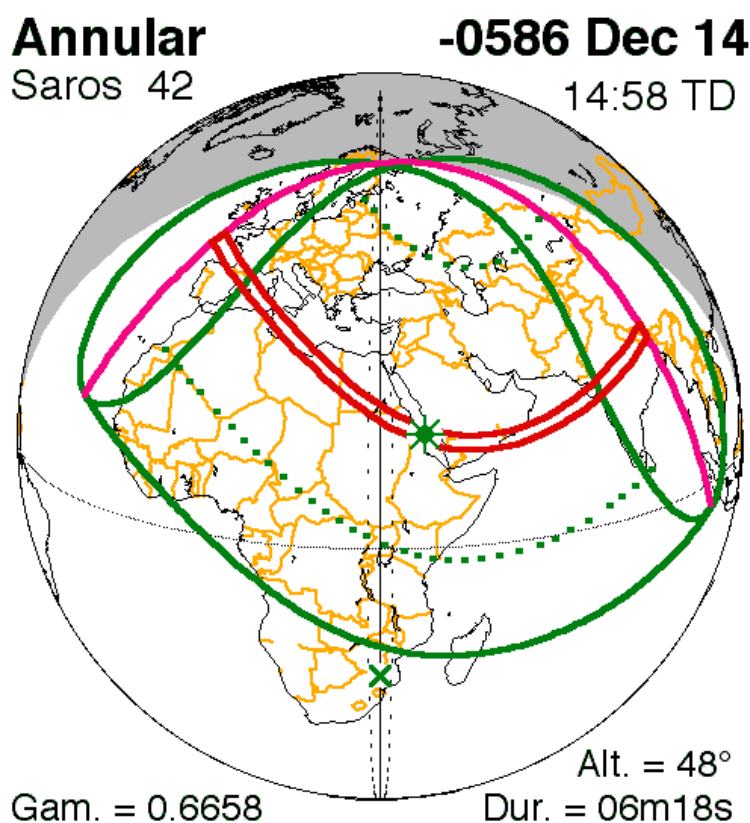 Annular -0586 Dec 14
Saros 42 14:58 TD
Alt. = 48°
Gam. = 0.6658 Dur. = 06m18s